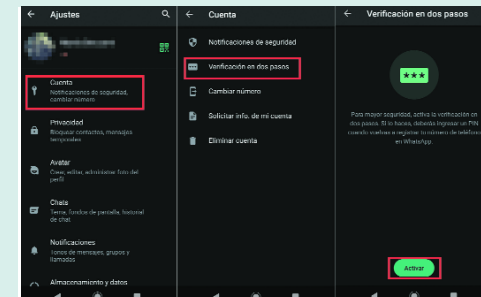 Ajustes
Cuenta
Notificaciones de seguridad,
cambiar número
Privacidad
Bloquear contactos, mensajes
temporales
Avatar
Crear, editar, administrar foto del
perfil
Chats
Tema, fondos de pantalla, historial
de chat
Notificaciones
Tonos de mensajes, grupos y
llamadas
Almacenamiento y datos
Cuenta
Notificaciones de seguridad
Verificación en dos pasos
Cambiar número
Solicitar info. de mi cuenta
Eliminar cuenta
Verificación en dos pasos
***
Para mayor seguridad, activa la verificación en
dos pasos. Si lo haces, deberás ingresar un PIN
cuando vuelvas a registrar tu número de teléfono
en WhatsApp.
Activar